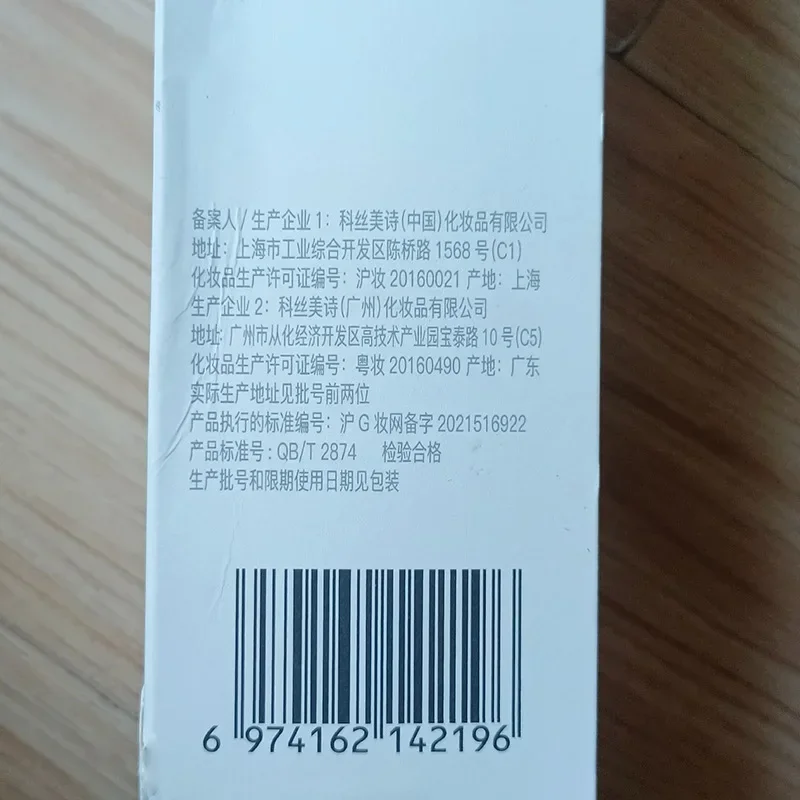 备案人/生产企业1：科丝美诗(中国)化妆品有限公司
地址：上海市工业综合开发区陈桥路1568号(C1)
化妆品生产许可证编号：沪妆20160021 产地：上海
生产企业2：科丝美诗(广州)化妆品有限公司
地址：广州市从化经济开发区高技术产业园宝泰路10号(C5)
化妆品生产许可证编号：粤妆20160490 产地：广东
实际生产地址见批号前两位
产品执行的标准编号：沪G妆网备字2021516922
产品标准号：QB/T 2874 检验合格
生产批号和限期使用日期见包装
6 974162 142196